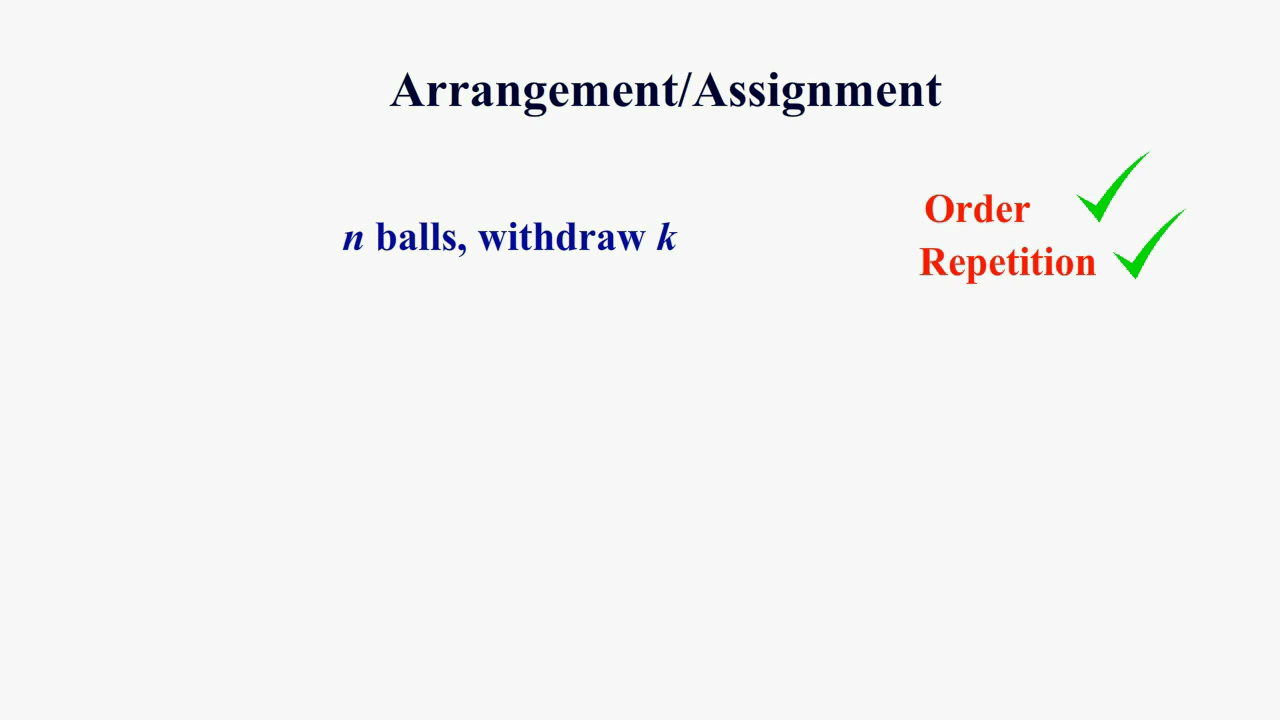 Arrangement/Assignment
n balls, withdraw k
Order
Repetition